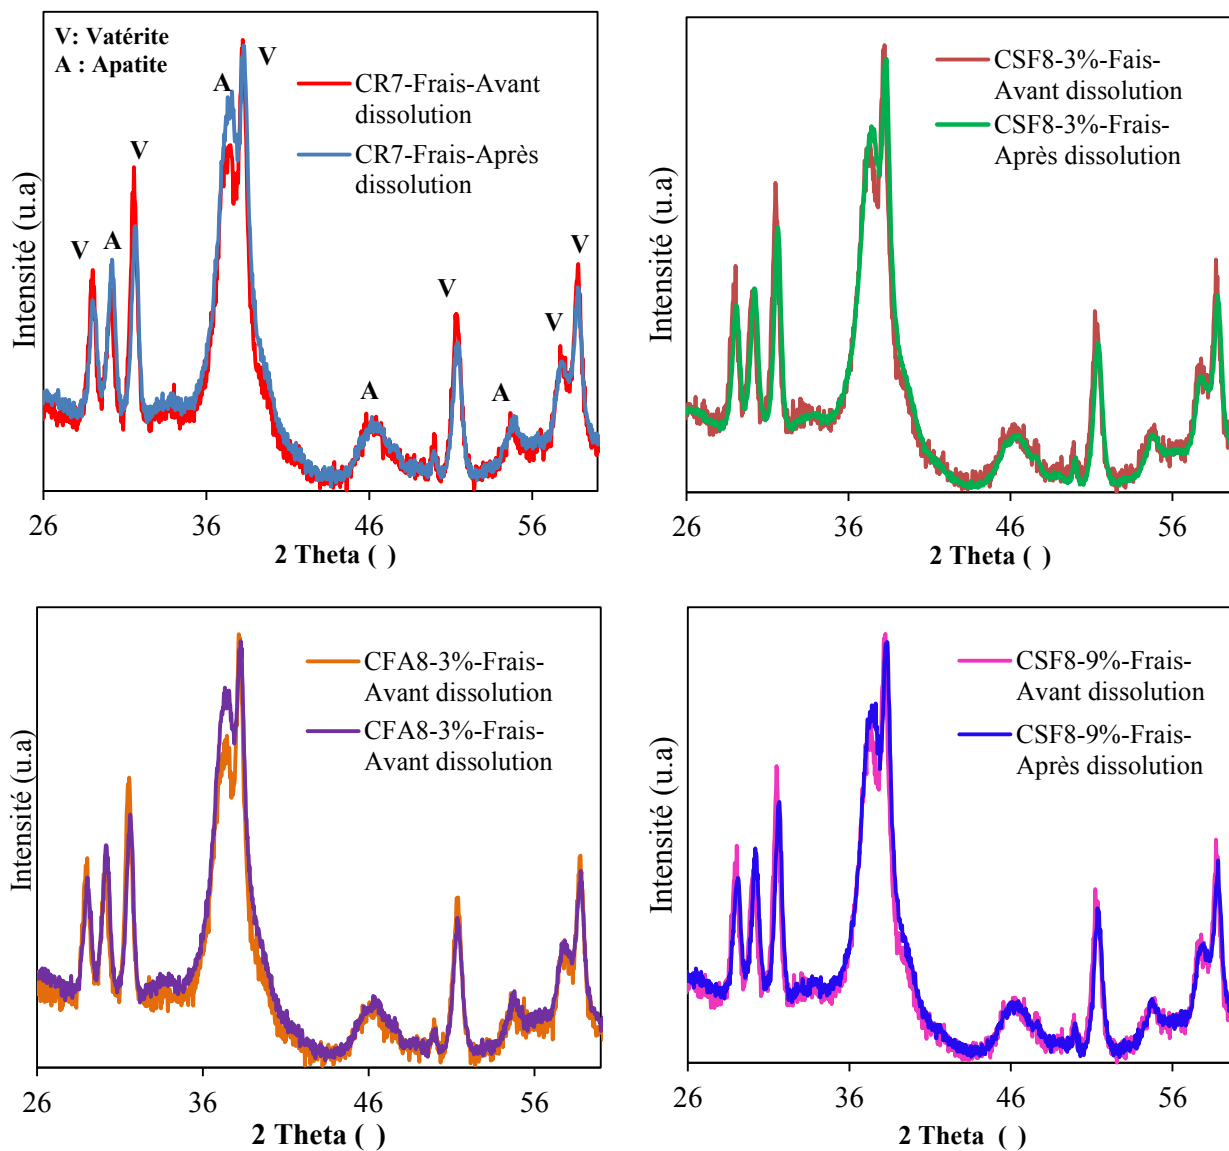 V: Vatérite
A : Apatite
CR7-Frais-Avant
dissolution
CR7-Frais-Après
dissolution
V
A
V
A
V
A
V
A
V
V
Intensité (u.a)
26
36
46
56
2 Theta ( )
CSF8-3%-Fais-
Avant dissolution
CSF8-3%-Frais-
Après dissolution
Intensité (u.a)
26
36
46
56
2 Theta ( )
CFA8-3%-Frais-
Avant dissolution
CFA8-3%-Frais-
Avant dissolution
Intensité (u.a)
26
36
46
56
2 Theta ( )
CSF8-9%-Frais-
Avant dissolution
CSF8-9%-Frais-
Après dissolution
Intensité (u.a)
26
36
46
56
2 Theta ( )